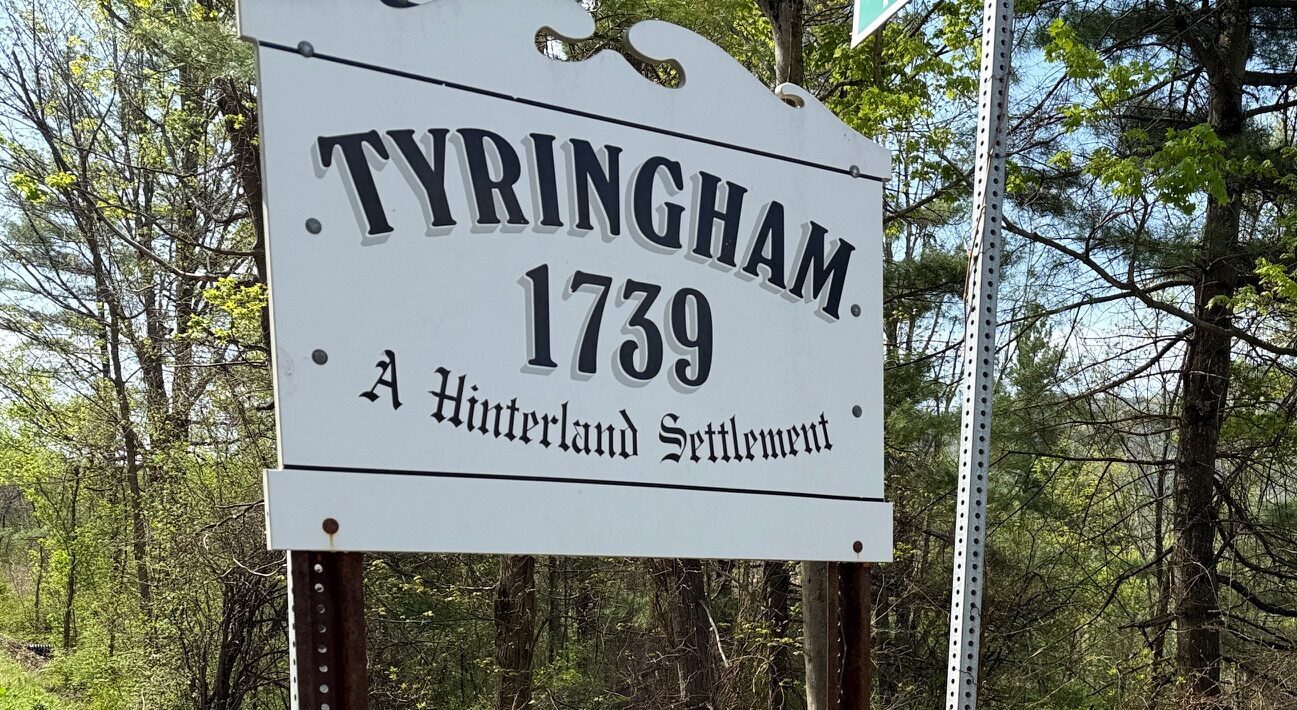 TYRINGHAM
1739
A Hinterland Settlement